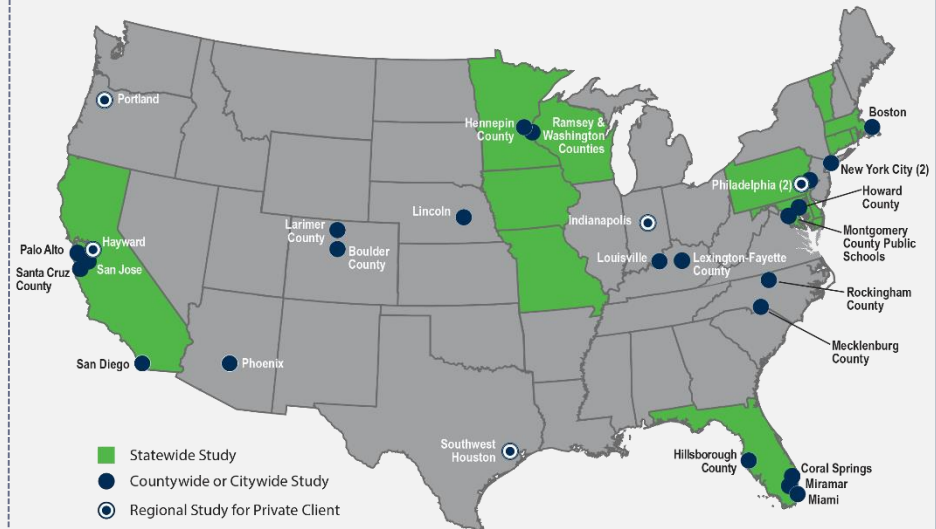 Portland
Hennepin
County
Ramsey &
Washington
Counties
Boston
New York City (2)
Philadelphia (2)
Howard
County
Montgomery
County Public
Schools
Lincoln
Indianapolis
Larimer
County
Boulder
County
Hayward
Palo Alto
San Jose
Santa Cruz
County
Louisville
Lexington-Fayette
County
Rockingham
County
Mecklenburg
County
San Diego
Phoenix
Southwest
Houston
Hillsborough
County
Coral Springs
Miramar
Miami
Statewide Study
Countywide or Citywide Study
Regional Study for Private Client